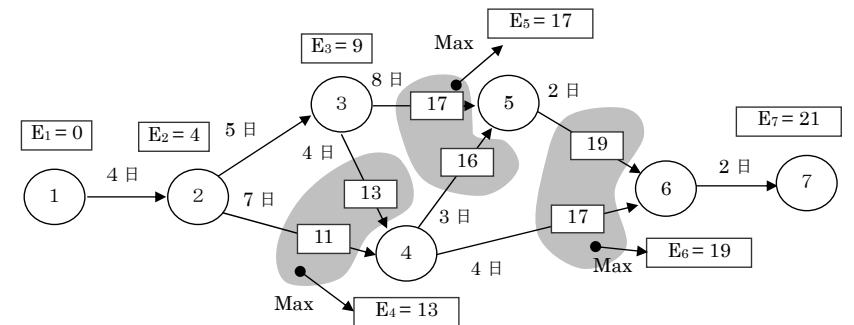 E5 = 17
Max
E3 = 9
8 日
3
17
5
2 日
E7 = 21
E1 = 0
E2 = 4
5 日
4 日
16
19
2 日
4 日
1
2
7 日
13
6
7
11
4
3 日
17
4 日
Max
E6 = 19
Max
E4 = 13